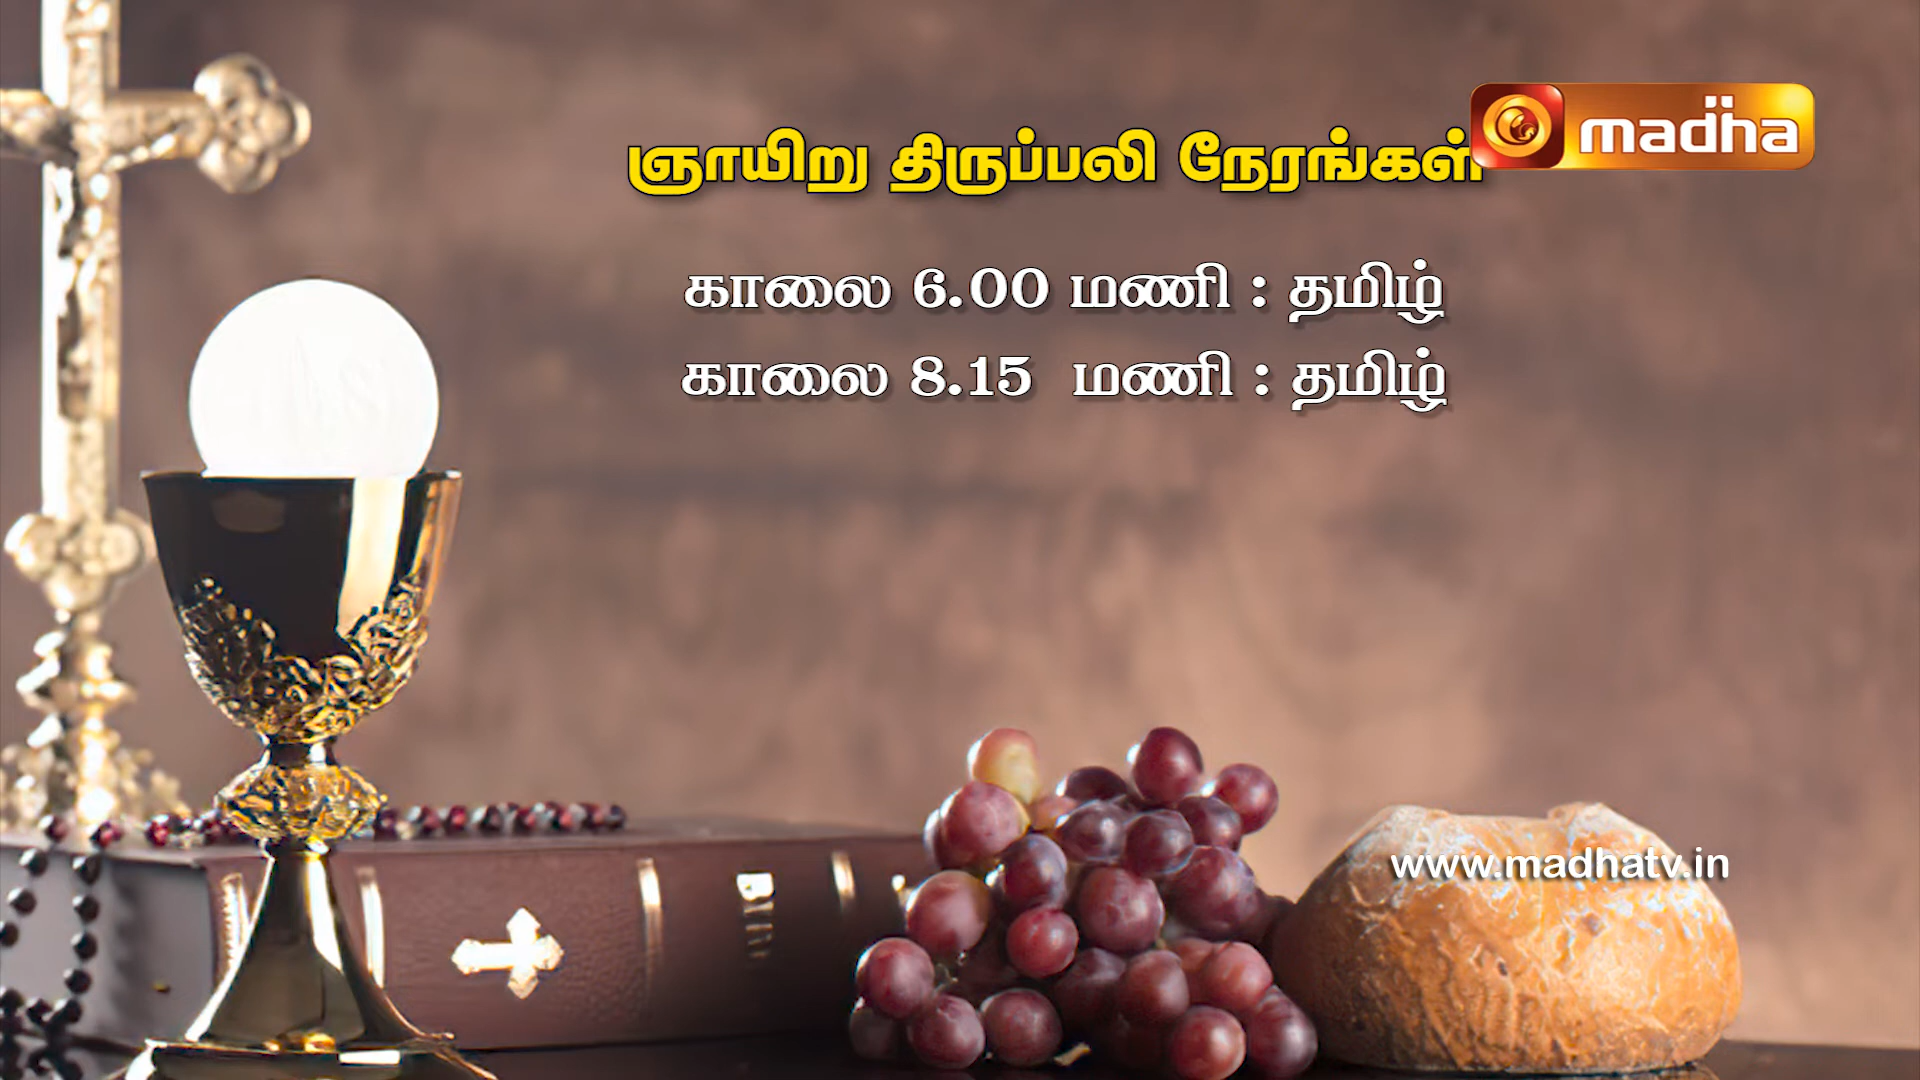 ஞாயிறு திருப்பலி நேரங்கள்
madha
காலை 6.00 மணி : தமிழ்
காலை 8.15 மணி : தமிழ்
www.madhatv.in